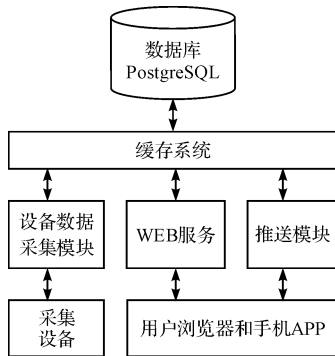 数据库
PostgreSQL
缓存系统
设备数据
采集模块
WEB服务
推送模块
采集
设备
用户浏览器和手机APP